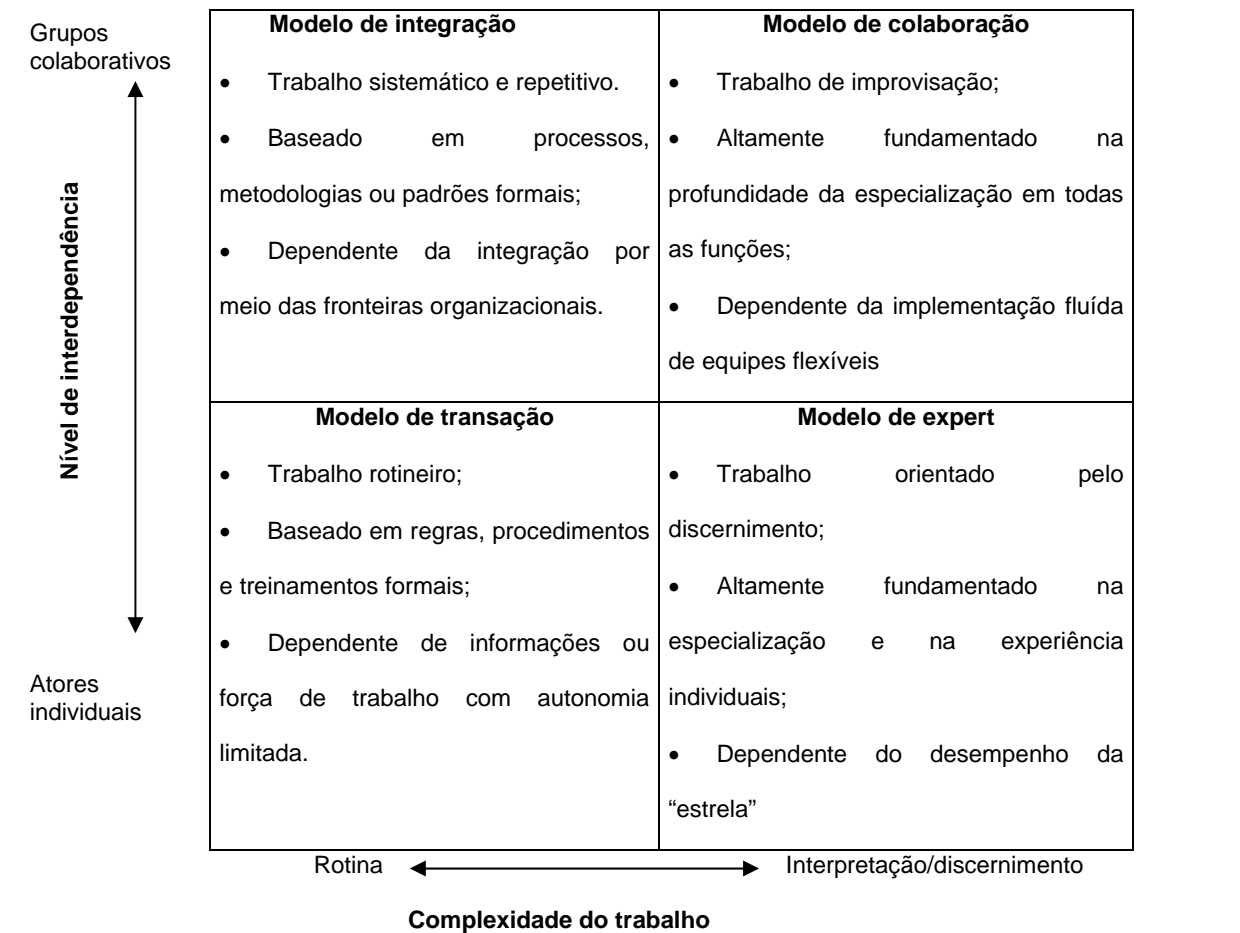 Grupos
colaborativos
Nível de interdependência
Atores
individuais
Modelo de integração
• Trabalho sistemático e repetitivo.
• Baseado em processos,
metodologias ou padrões formais;
• Dependente da integração por
meio das fronteiras organizacionais.
Modelo de colaboração
• Trabalho de improvisação;
• Altamente fundamentado na
profundidade da especialização em todas
as funções;
• Dependente da implementação fluída
de equipes flexíveis
Modelo de transação
• Trabalho rotineiro;
• Baseado em regras, procedimentos
e treinamentos formais;
• Dependente de informações ou
força de trabalho com autonomia
limitada.
Modelo de expert
• Trabalho orientado pelo
discernimento;
• Altamente fundamentado na
especialização e na experiência
individuais;
• Dependente do desempenho da
“estrela”
Rotina
Interpretação/discernimento
Complexidade do trabalho